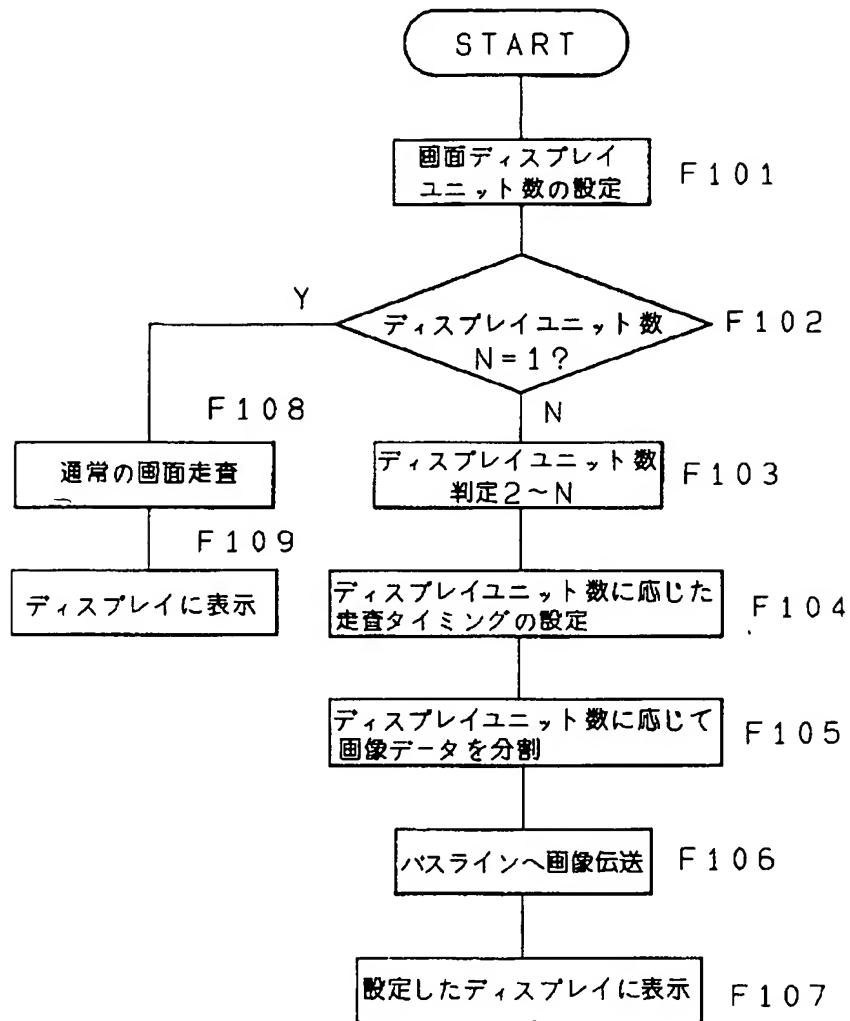 START
画面ディスプレイ
ユニット数の設定
F101
ディスプレイユニット数
N=1?
F102
Y
N
F108
通常の画面走査
F109
ディスプレイに表示
ディスプレイユニット数
判定2~N
F103
ディスプレイユニット数に応じた
走査タイミングの設定
F104
ディスプレイユニット数に応じて
画像データを分割
F105
バスラインへ画像伝送
F106
設定したディスプレイに表示
F107